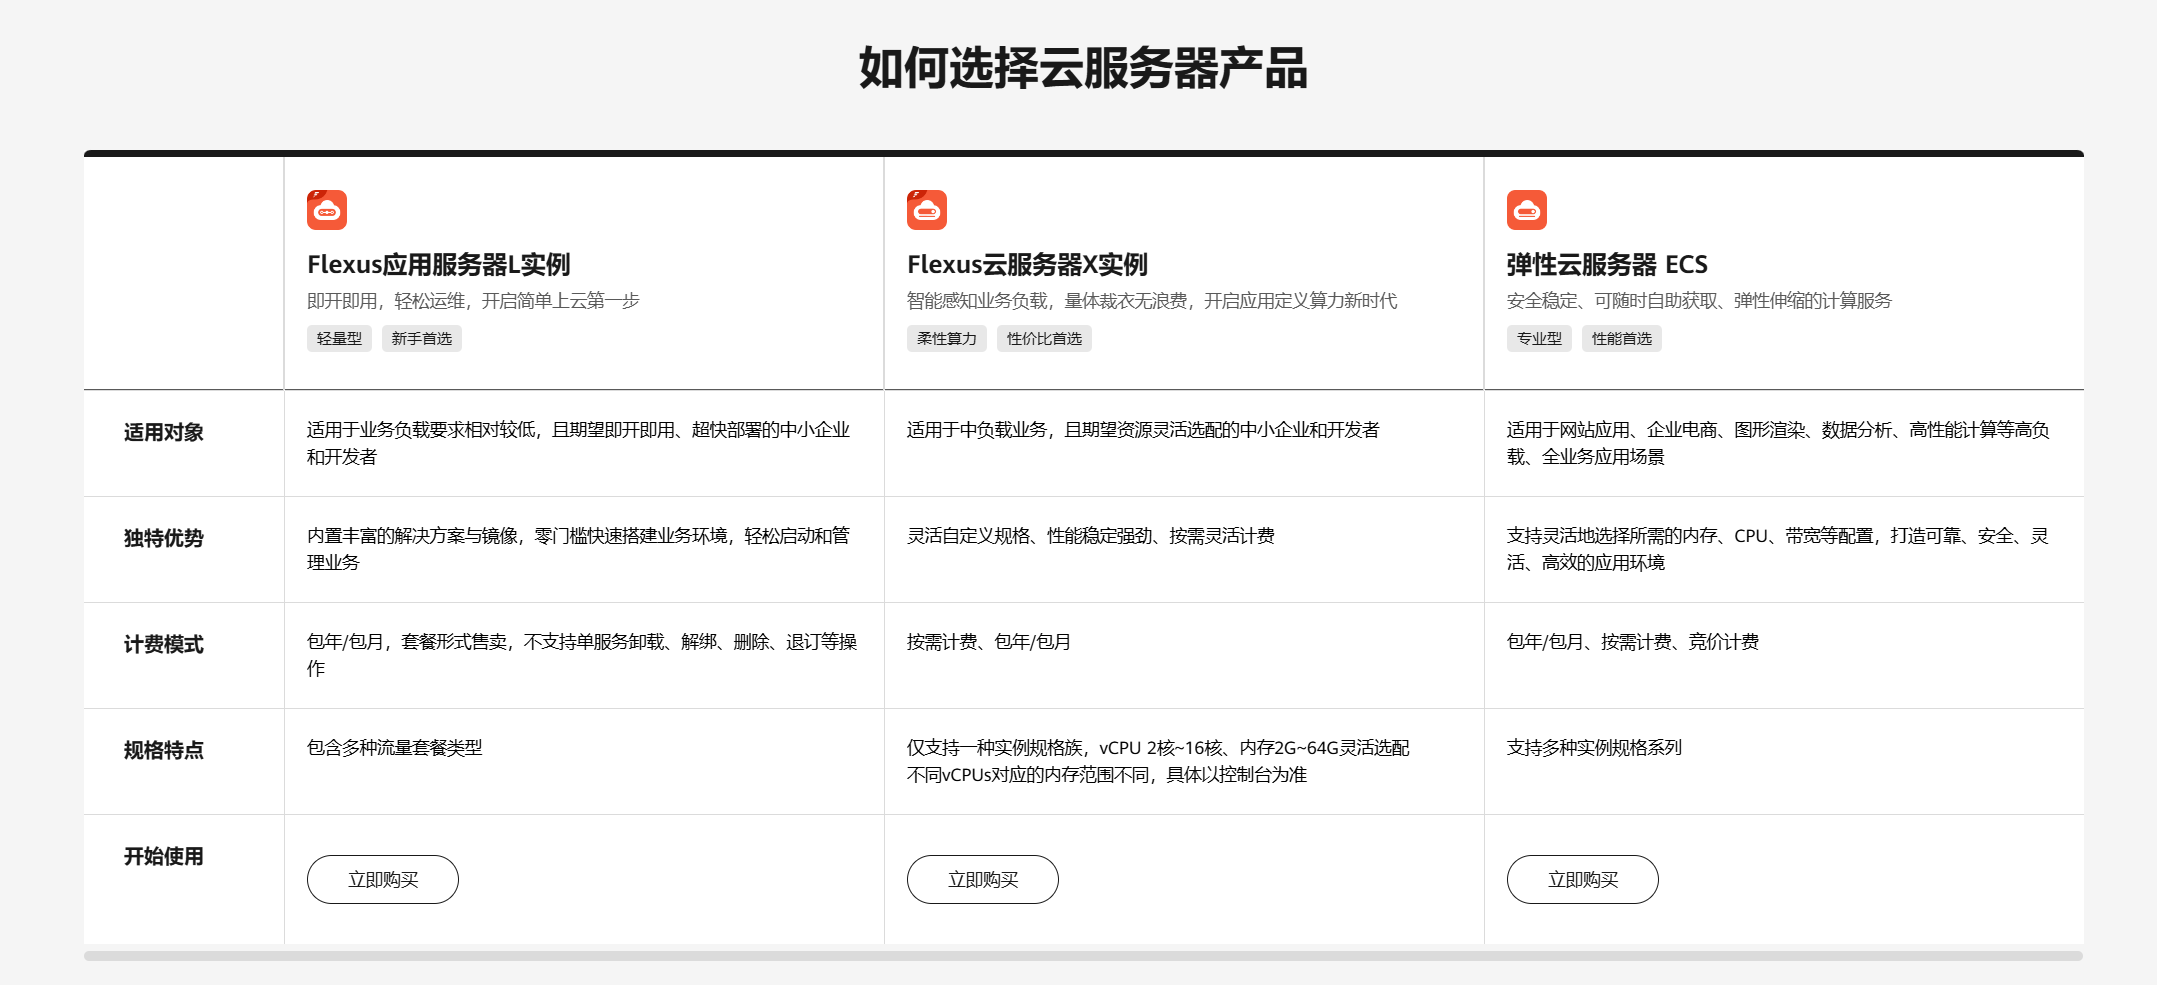 如何选择云服务器产品
Flexus应用服务器L实例
即开即用，轻松运维，开启简单上云第一步
轻量型 新手首选
Flexus云服务器X实例
智能感知业务负载，量体裁衣无浪费，开启应用定义算力新时代
柔性算力 性价比首选
弹性云服务器 ECS
安全稳定、可随时自助获取、弹性伸缩的计算服务
专业型 性能首选
适用对象
适用于业务负载要求相对较低，且期望即开即用、超快部署的中小企业
和开发者
适用于中负载业务，且期望资源灵活选配的中小企业和开发者
适用于网站应用、企业电商、图形渲染、数据分析、高性能计算等高负
载、全业务应用场景
独特优势
内置丰富的解决方案与镜像，零门槛快速搭建业务环境，轻松启动和管
理业务
灵活自定义规格、性能稳定强劲、按需灵活计费
支持灵活地选择所需的内存、CPU、带宽等配置，打造可靠、安全、灵
活、高效的应用环境
计费模式
包年/包月，套餐形式售卖，不支持单服务卸载、解绑、删除、退订等操
作
按需计费、包年/包月
包年/包月、按需计费、竞价计费
规格特点
包含多种流量套餐类型
仅支持一种实例规格族，vCPU 2核~16核、内存2G~64G灵活选配
不同vCPUs对应的内存范围不同，具体以控制台为准
支持多种实例规格系列
开始使用
立即购买
立即购买
立即购买